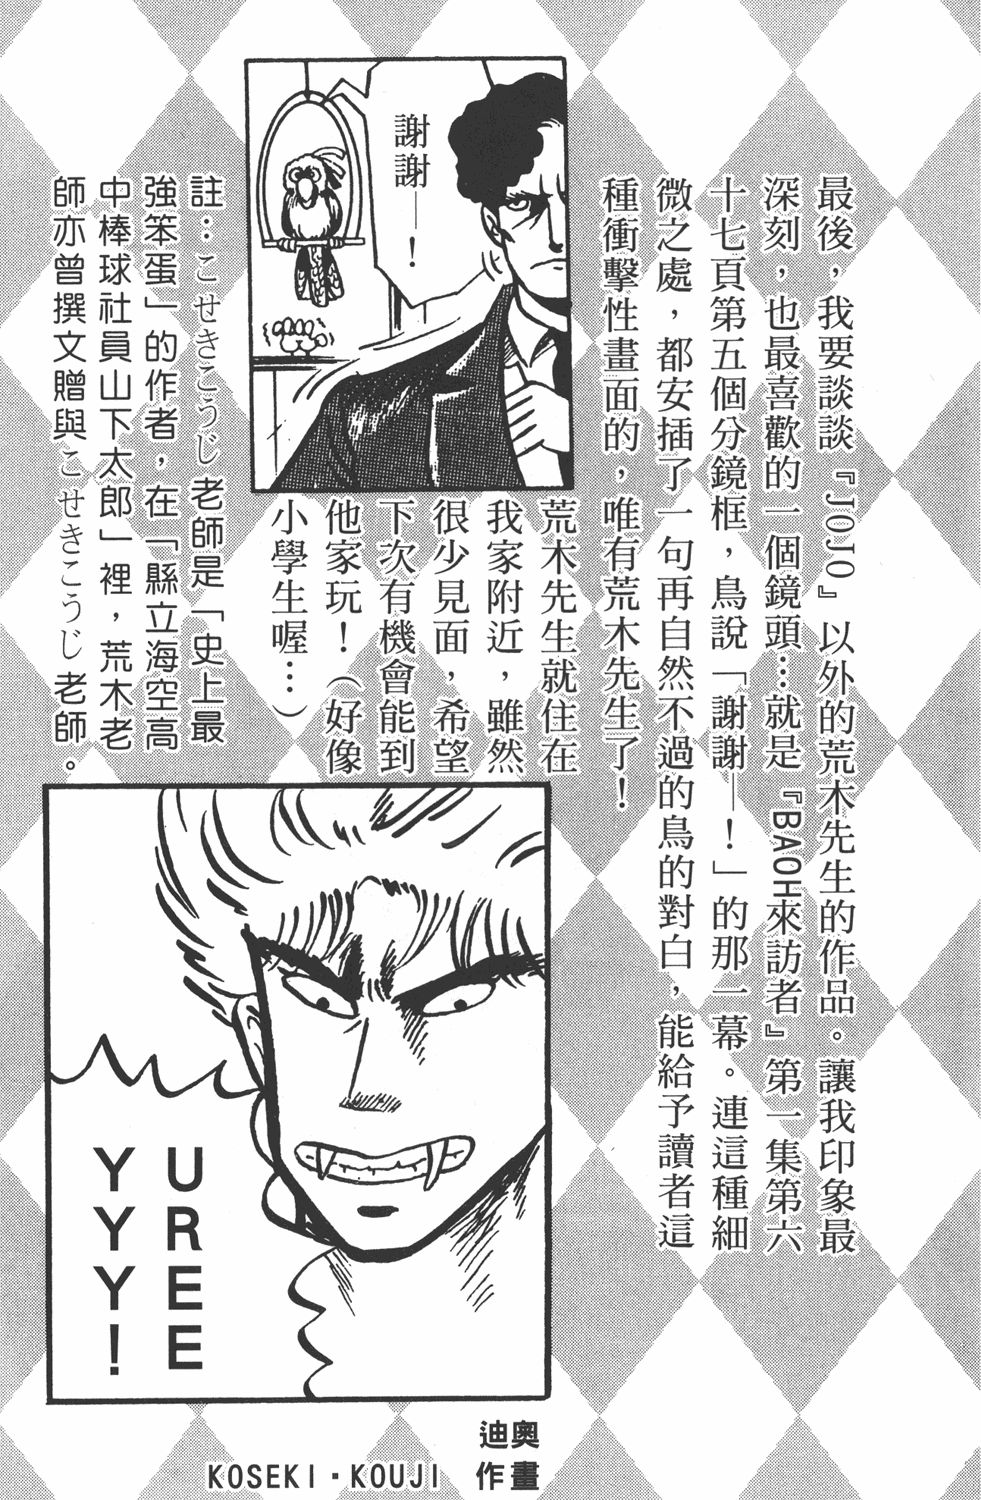 最後，我要談談『JOJO』以外的荒木先生的作品。讓我印象最
深刻，也最喜歡的一個鏡頭…就是『BAOH來訪者』第一集第六
十七頁第五個分鏡框，鳥說「謝謝—！」的那一幕。連這種細
微之處，都安插了一句再自然不過的鳥的對白，能給予讀者這
種衝擊性畫面的，唯有荒木先生了！
謝謝—！
荒木先生就住在
我家附近，雖然
很少見面，希望
下次有機會能到
他家玩！（好像
小學生喔…）
註：こせきこうじ老師是「史上最
強笨蛋」的作者，在「縣立海空高
中棒球社員山下太郎」裡，荒木老
師亦曾撰文贈與こせきこうじ老師。
UREE
YYY!
迪奧
KOSEKI・KOUJI 作畫